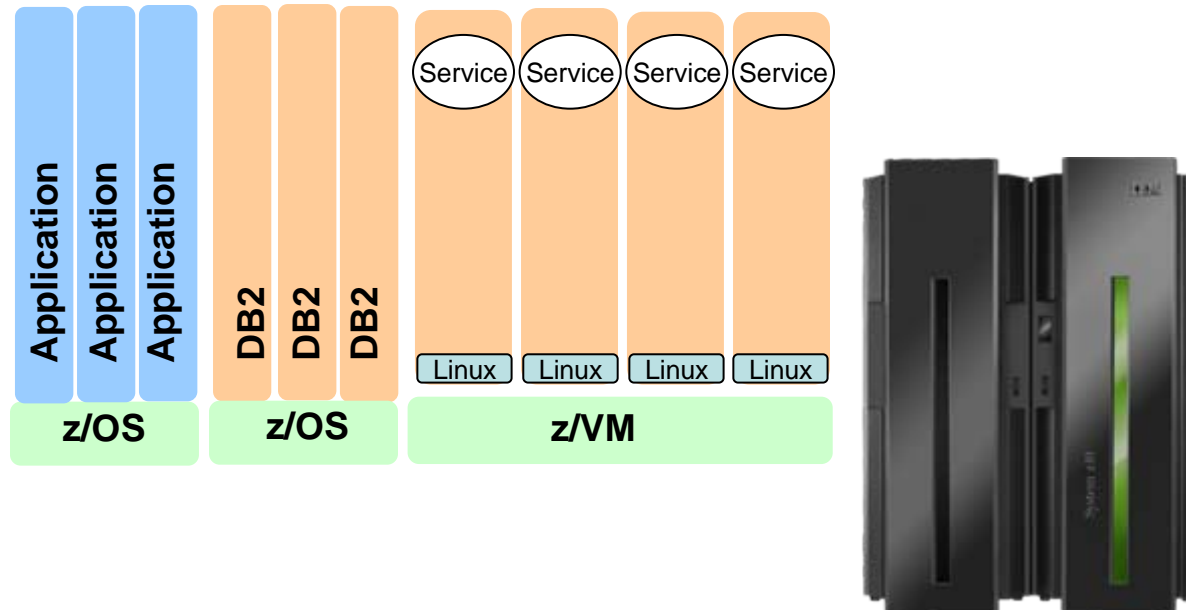 Service Service Service Service
Application
Application
Application
DB2
DB2
DB2
Linux Linux Linux Linux
z/OS z/OS z/VM